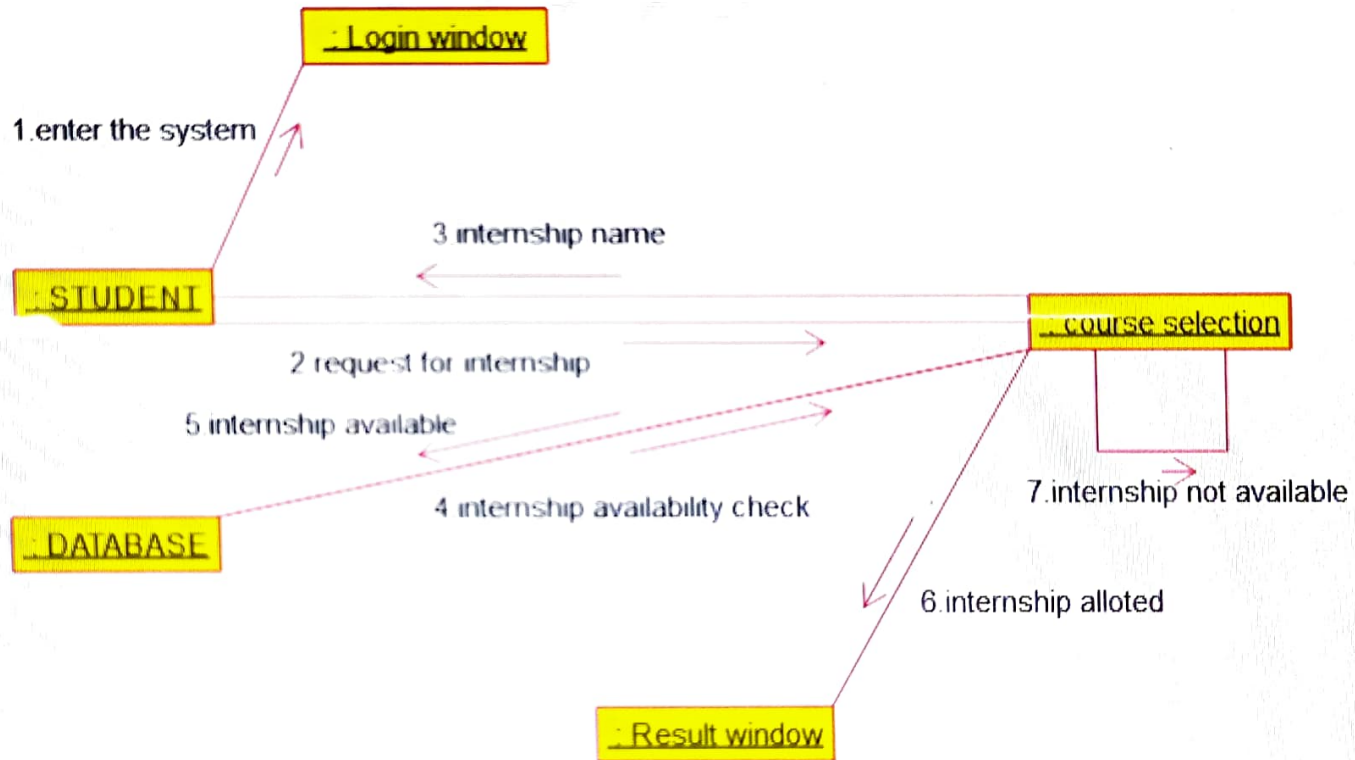 : Login window
1.enter the system
3 internship name
: STUDENT
: course selection
2 request for internship
5 internship available
4 internship availability check
7.internship not available
: DATABASE
6.internship alloted
: Result window